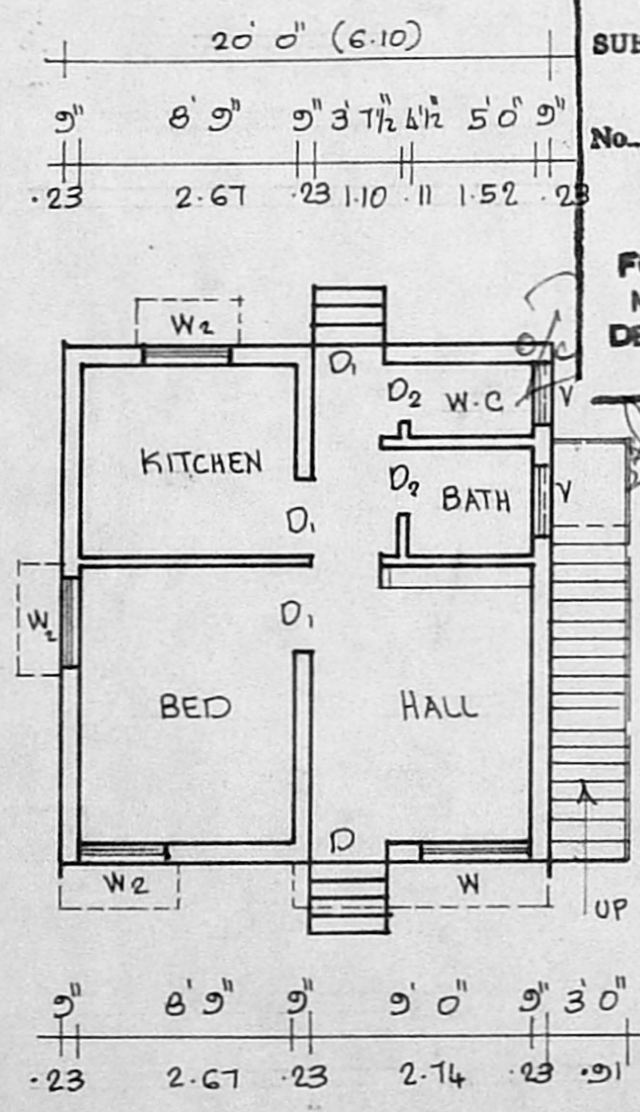 20' 0" (6.10)
SUB
9" 8' 9" 9" 3' 7½ 4½" 5' 0" 9"
No.
.23 2.67 .23 1.10 .11 1.52 .23
W2
D1
D2 W.C V
KITCHEN
D2 BATH V
D1
W2
D1
BED HALL
D
W2 W
UP
9" 8' 9" 9" 9' 0" 9" 3' 0"
.23 2.67 .23 2.74 .23 .91